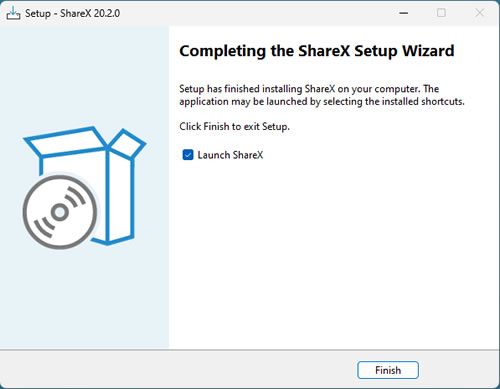 Setup - ShareX 20.2.0
Completing the ShareX Setup Wizard
Setup has finished installing ShareX on your computer. The
application may be launched by selecting the installed shortcuts.
Click Finish to exit Setup.
Launch ShareX
Finish